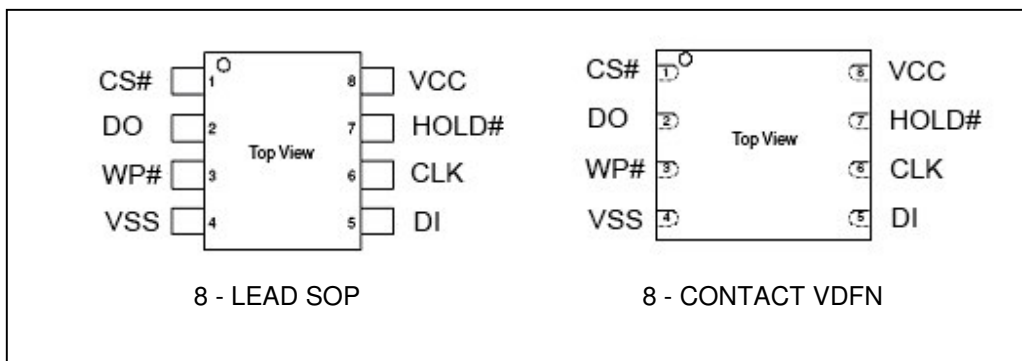 CS# 1 8 VCC
DO 2 7 HOLD#
Top View
WP# 3 6 CLK
VSS 4 5 DI
8 - LEAD SOP
CS# 1 8 VCC
DO 2 7 HOLD#
Top View
WP# 3 6 CLK
VSS 4 5 DI
8 - CONTACT VDFN